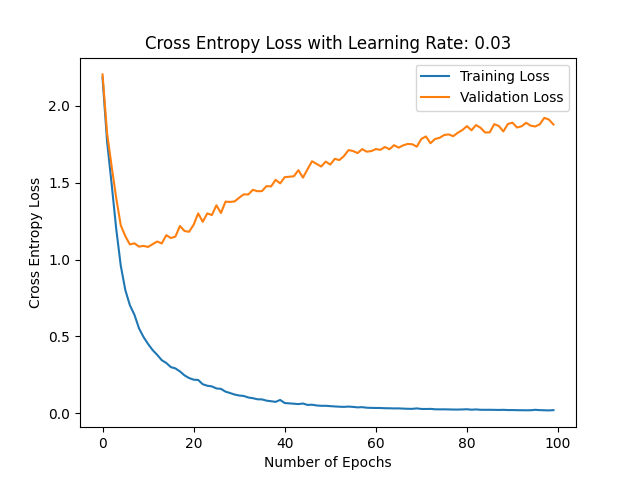 Cross Entropy Loss with Learning Rate: 0.03
Training Loss
Validation Loss
Cross Entropy Loss
2.0
1.5
1.0
0.5
0.0
0 20 40 60 80 100
Number of Epochs